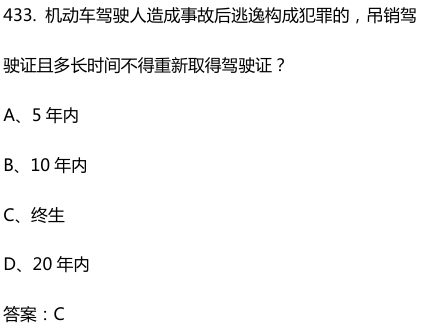 433. 机动车驾驶人造成事故后逃逸构成犯罪的，吊销驾
驶证且多长时间不得重新取得驾驶证？
A、5 年内
B、10 年内
C、终生
D、20 年内
答案：C